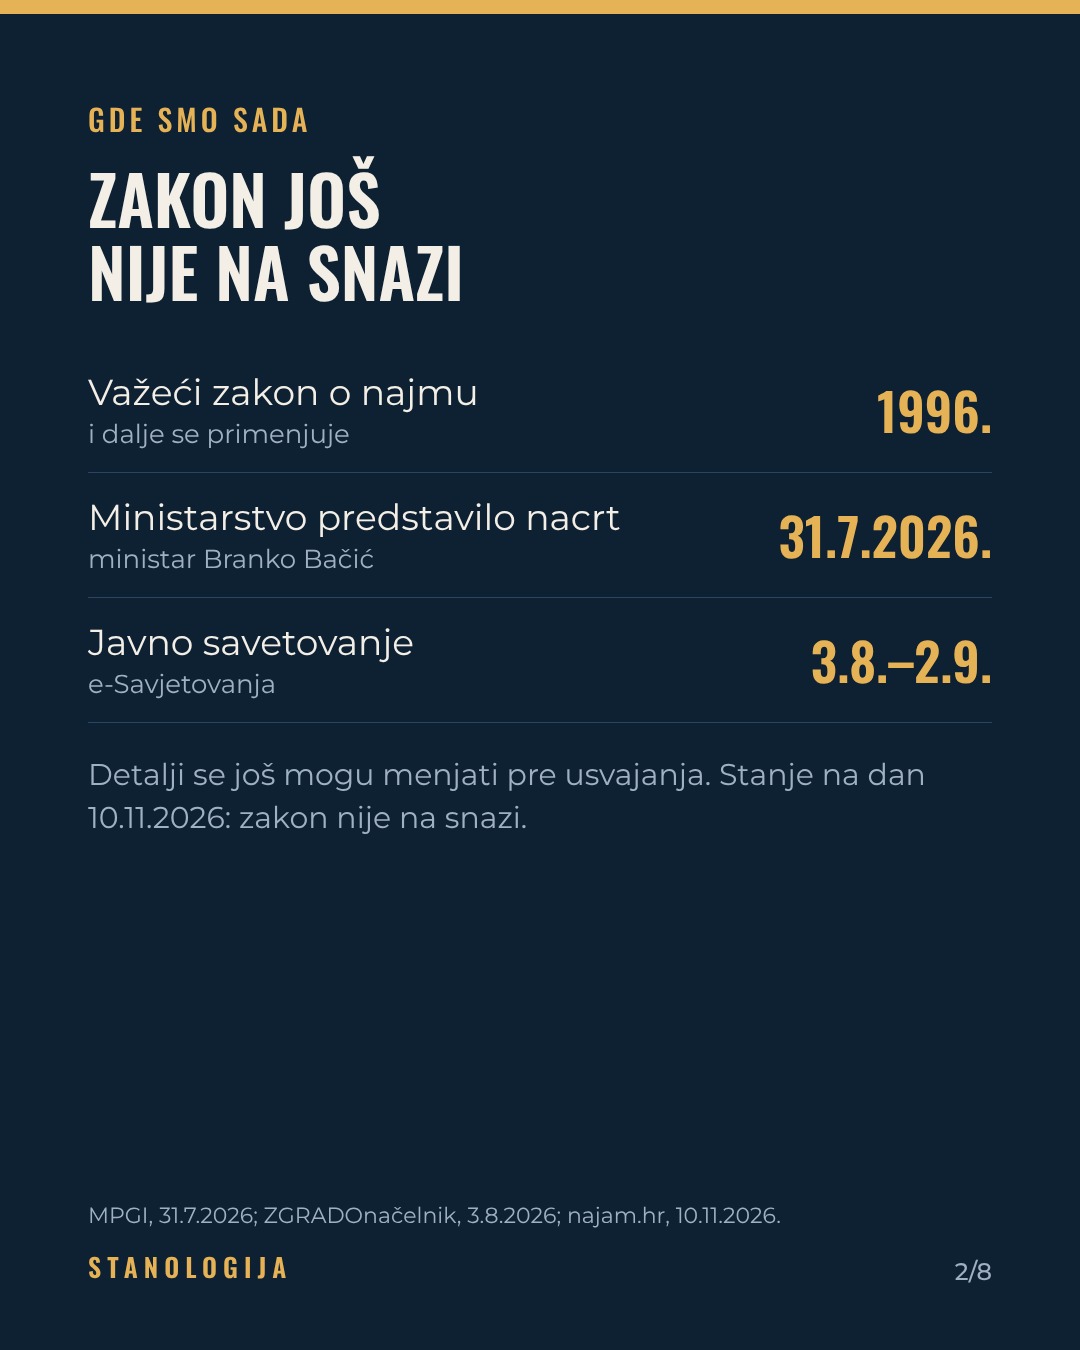 GDE SMO SADA
ZAKON JOŠ
NIJE NA SNAZI
Važeći zakon o najmu
i dalje se primenjuje
1996.
Ministarstvo predstavilo nacrt
ministar Branko Bačić
31.7.2026.
Javno savetovanje
e-Savjetovanja
3.8.–2.9.
Detalji se još mogu menjati pre usvajanja. Stanje na dan
10.11.2026: zakon nije na snazi.
MPGI, 31.7.2026; ZGRADOnačelnik, 3.8.2026; najam.hr, 10.11.2026.
STANOLOGIJA
2/8